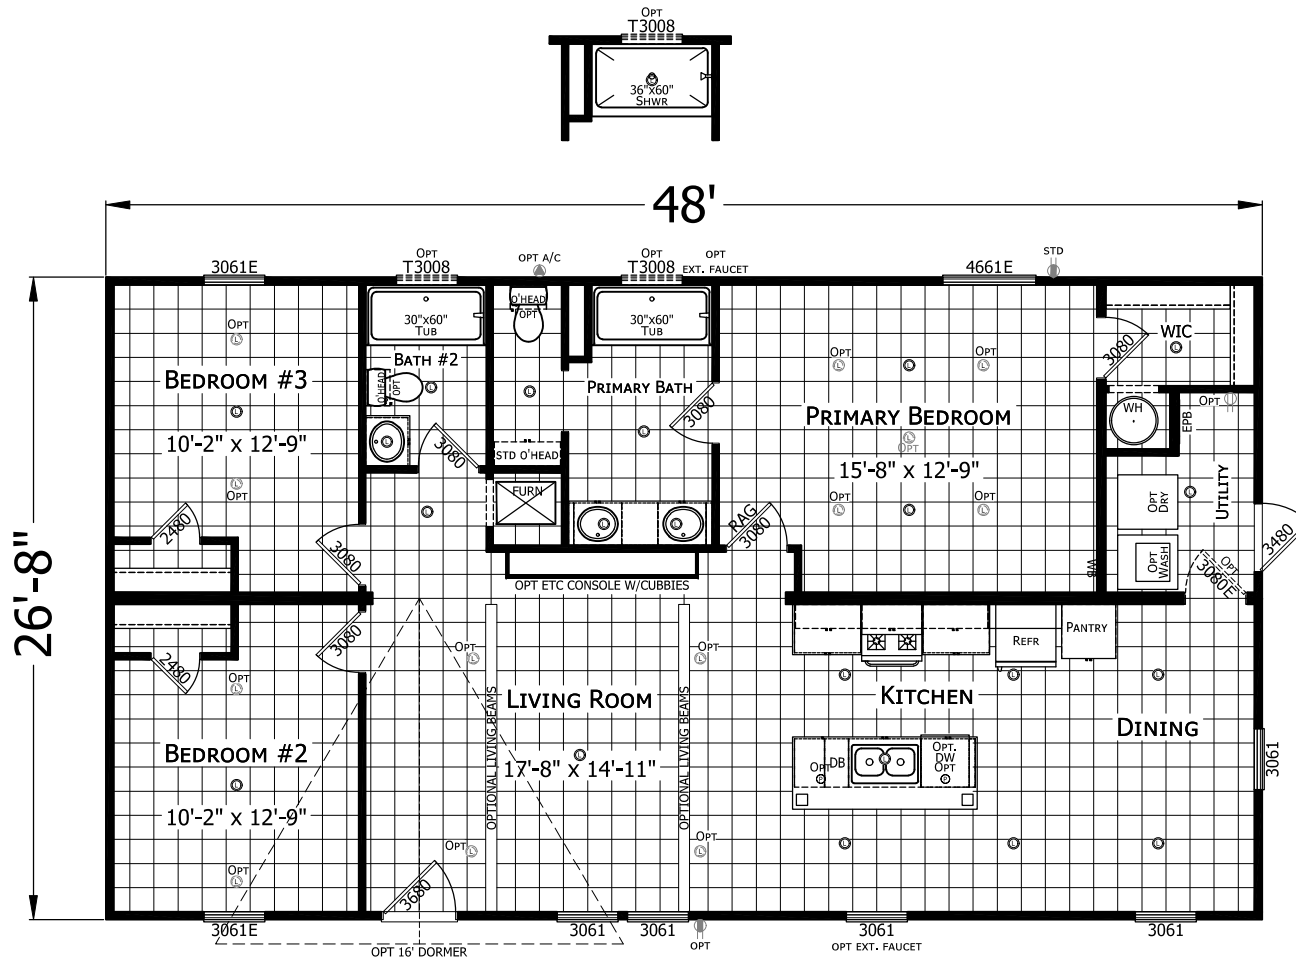 OPT
T3008
36"x60"
SHWR
48'
26'-8"
3061E
OPT
T3008
OPT A/C
OPT
T3008
OPT
EXT. FAUCET
4661E
STD
OPT
BEDROOM #3
10'-2" x 12'-9"
OPT
2480
3080
30"x60"
TUB
BATH #2
O'HEAD
OPT
3080
O'HEAD
OPT
STD O'HEAD
FURN
30"x60"
TUB
PRIMARY BATH
3080
OPT
OPT
PRIMARY BEDROOM
OPT
15'-8" x 12'-9"
OPT
OPT
RAG
3080
WIC
3080
WH
OPT
EPB
UTILITY
OPT
DRY
OPT
WASH
WB
OPT
3080E
3480
OPT ETC CONSOLE W/CUBBIES
3080
2480
OPT
BEDROOM #2
10'-2" x 12'-9"
OPT
3061E
OPT
OPTIONAL LIVING BEAMS
LIVING ROOM
17'-8" x 14'-11"
OPT
OPTIONAL LIVING BEAMS
OPT
OPT
3680
OPT 16' DORMER
3061
3061
OPT
REFR
PANTRY
KITCHEN
DINING
OPT
DB
OPT.
DW
OPT
3061
3061
OPT EXT. FAUCET
3061